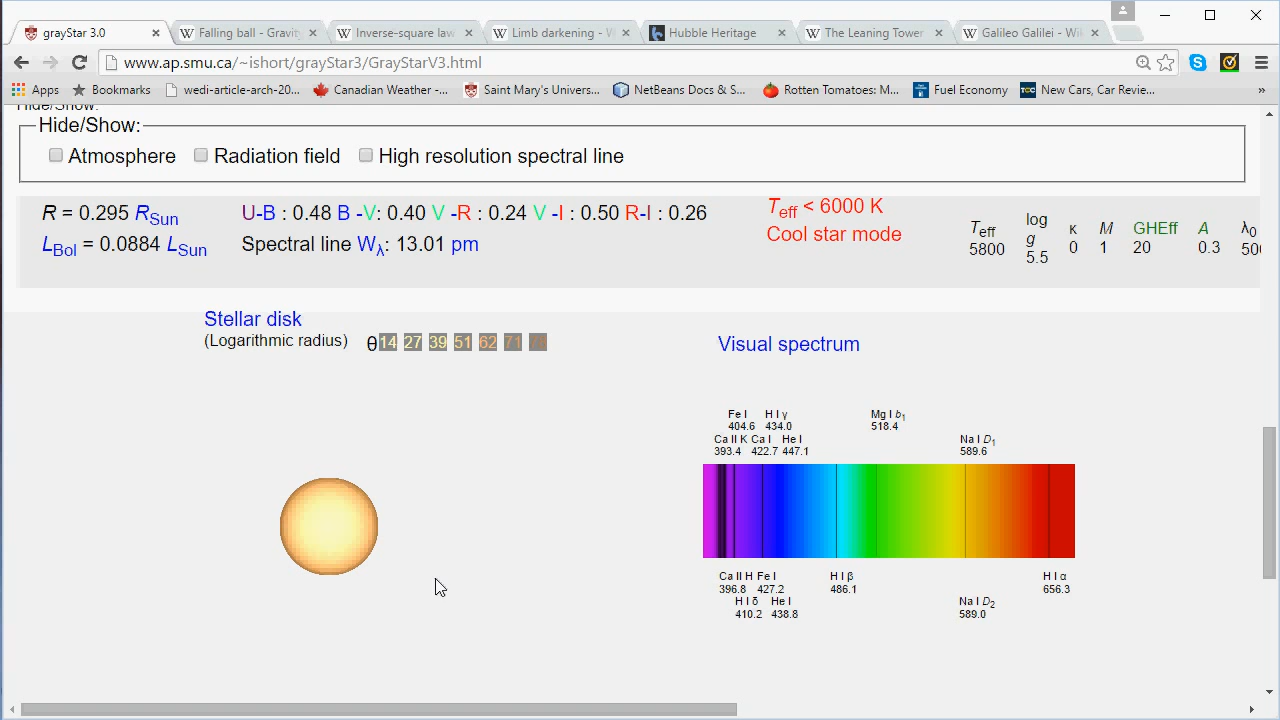 grayStar 3.0
Falling ball - Gravit
Inverse-square law
Limb darkening - W
Hubble Heritage
The Leaning Tower
Galileo Galilei - Wik
www.ap.smu.ca/~ishort/grayStar3/GrayStarV3.html
Apps Bookmarks iedit-article-arch-20... Canadian Weather -... Saint Mary's Univers... NetBeans Docs & S... Rotten Tomatoes: M... Fuel Economy New Cars, Car Revie... »
Hide/Show:
Hide/Show:
Atmosphere Radiation field High resolution spectral line
R = 0.295 RSun
LBol = 0.0884 LSun
U-B : 0.48 B -V: 0.40 V -R : 0.24 V -I : 0.50 R-I : 0.26
Spectral line Wλ: 13.01 pm
Teff < 6000 K
Cool star mode
Teff log g κ M GHEff A λ0
5800 5.5 0 1 20 0.3 500
Stellar disk
(Logarithmic radius) θ 14 27 39 51 62 71
Visual spectrum
Fe I H I γ Mg I b1
404.6 434.0 518.4
Ca II K Ca I He I Na I D1
393.4 422.7 447.1 589.6
Ca II H Fe I H I β H I α
396.8 427.2 486.1 656.3
H I δ He I Na I D2
410.2 438.8 589.0